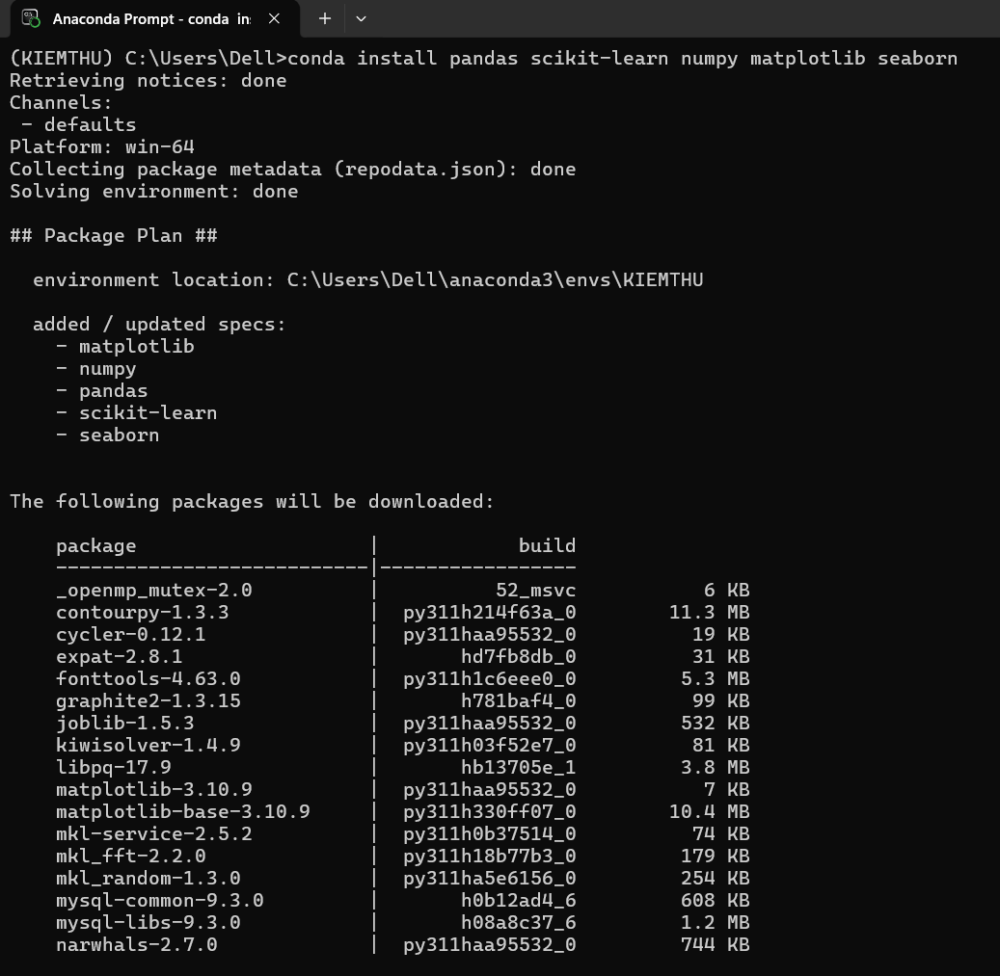 Anaconda Prompt - conda  in
(KIEMTHU) C:\Users\Dell>conda install pandas scikit-learn numpy matplotlib seaborn
Retrieving notices: done
Channels:
 - defaults
Platform: win-64
Collecting package metadata (repodata.json): done
Solving environment: done

## Package Plan ##

  environment location: C:\Users\Dell\anaconda3\envs\KIEMTHU

  added / updated specs:
    - matplotlib
    - numpy
    - pandas
    - scikit-learn
    - seaborn


The following packages will be downloaded:

    package                    |            build
    ---------------------------|-----------------
    _openmp_mutex-2.0          |          52_msvc           6 KB
    contourpy-1.3.3            |  py311h214f63a_0        11.3 MB
    cycler-0.12.1              |  py311haa95532_0          19 KB
    expat-2.8.1                |       hd7fb8db_0          31 KB
    fonttools-4.63.0           |  py311h1c6eee0_0         5.3 MB
    graphite2-1.3.15           |       h781baf4_0          99 KB
    joblib-1.5.3               |  py311haa95532_0         532 KB
    kiwisolver-1.4.9           |  py311h03f52e7_0          81 KB
    libpq-17.9                 |       hb13705e_1         3.8 MB
    matplotlib-3.10.9          |  py311haa95532_0           7 KB
    matplotlib-base-3.10.9     |  py311h330ff07_0        10.4 MB
    mkl-service-2.5.2          |  py311h0b37514_0          74 KB
    mkl_fft-2.2.0              |  py311h18b77b3_0         179 KB
    mkl_random-1.3.0           |  py311ha5e6156_0         254 KB
    mysql-common-9.3.0         |       h0b12ad4_6         608 KB
    mysql-libs-9.3.0           |       h08a8c37_6         1.2 MB
    narwhals-2.7.0             |  py311haa95532_0         744 KB